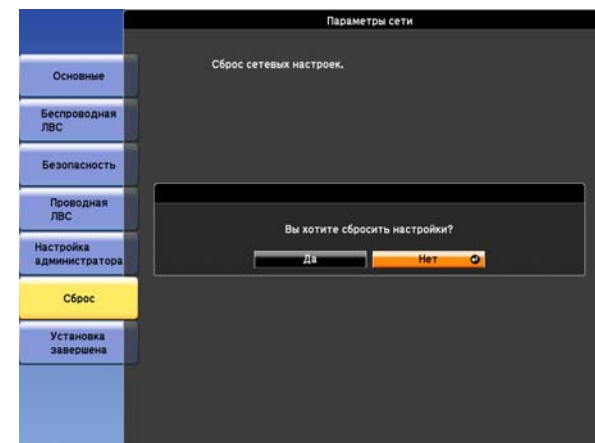 Параметры сети
Сброс сетевых настроек.
Основные
Беспроводная
ЛВС
Безопасность
Проводная
ЛВС
Настройка
администратора
Сброс
Установка
завершена
Вы хотите сбросить настройки?
Да
Нет